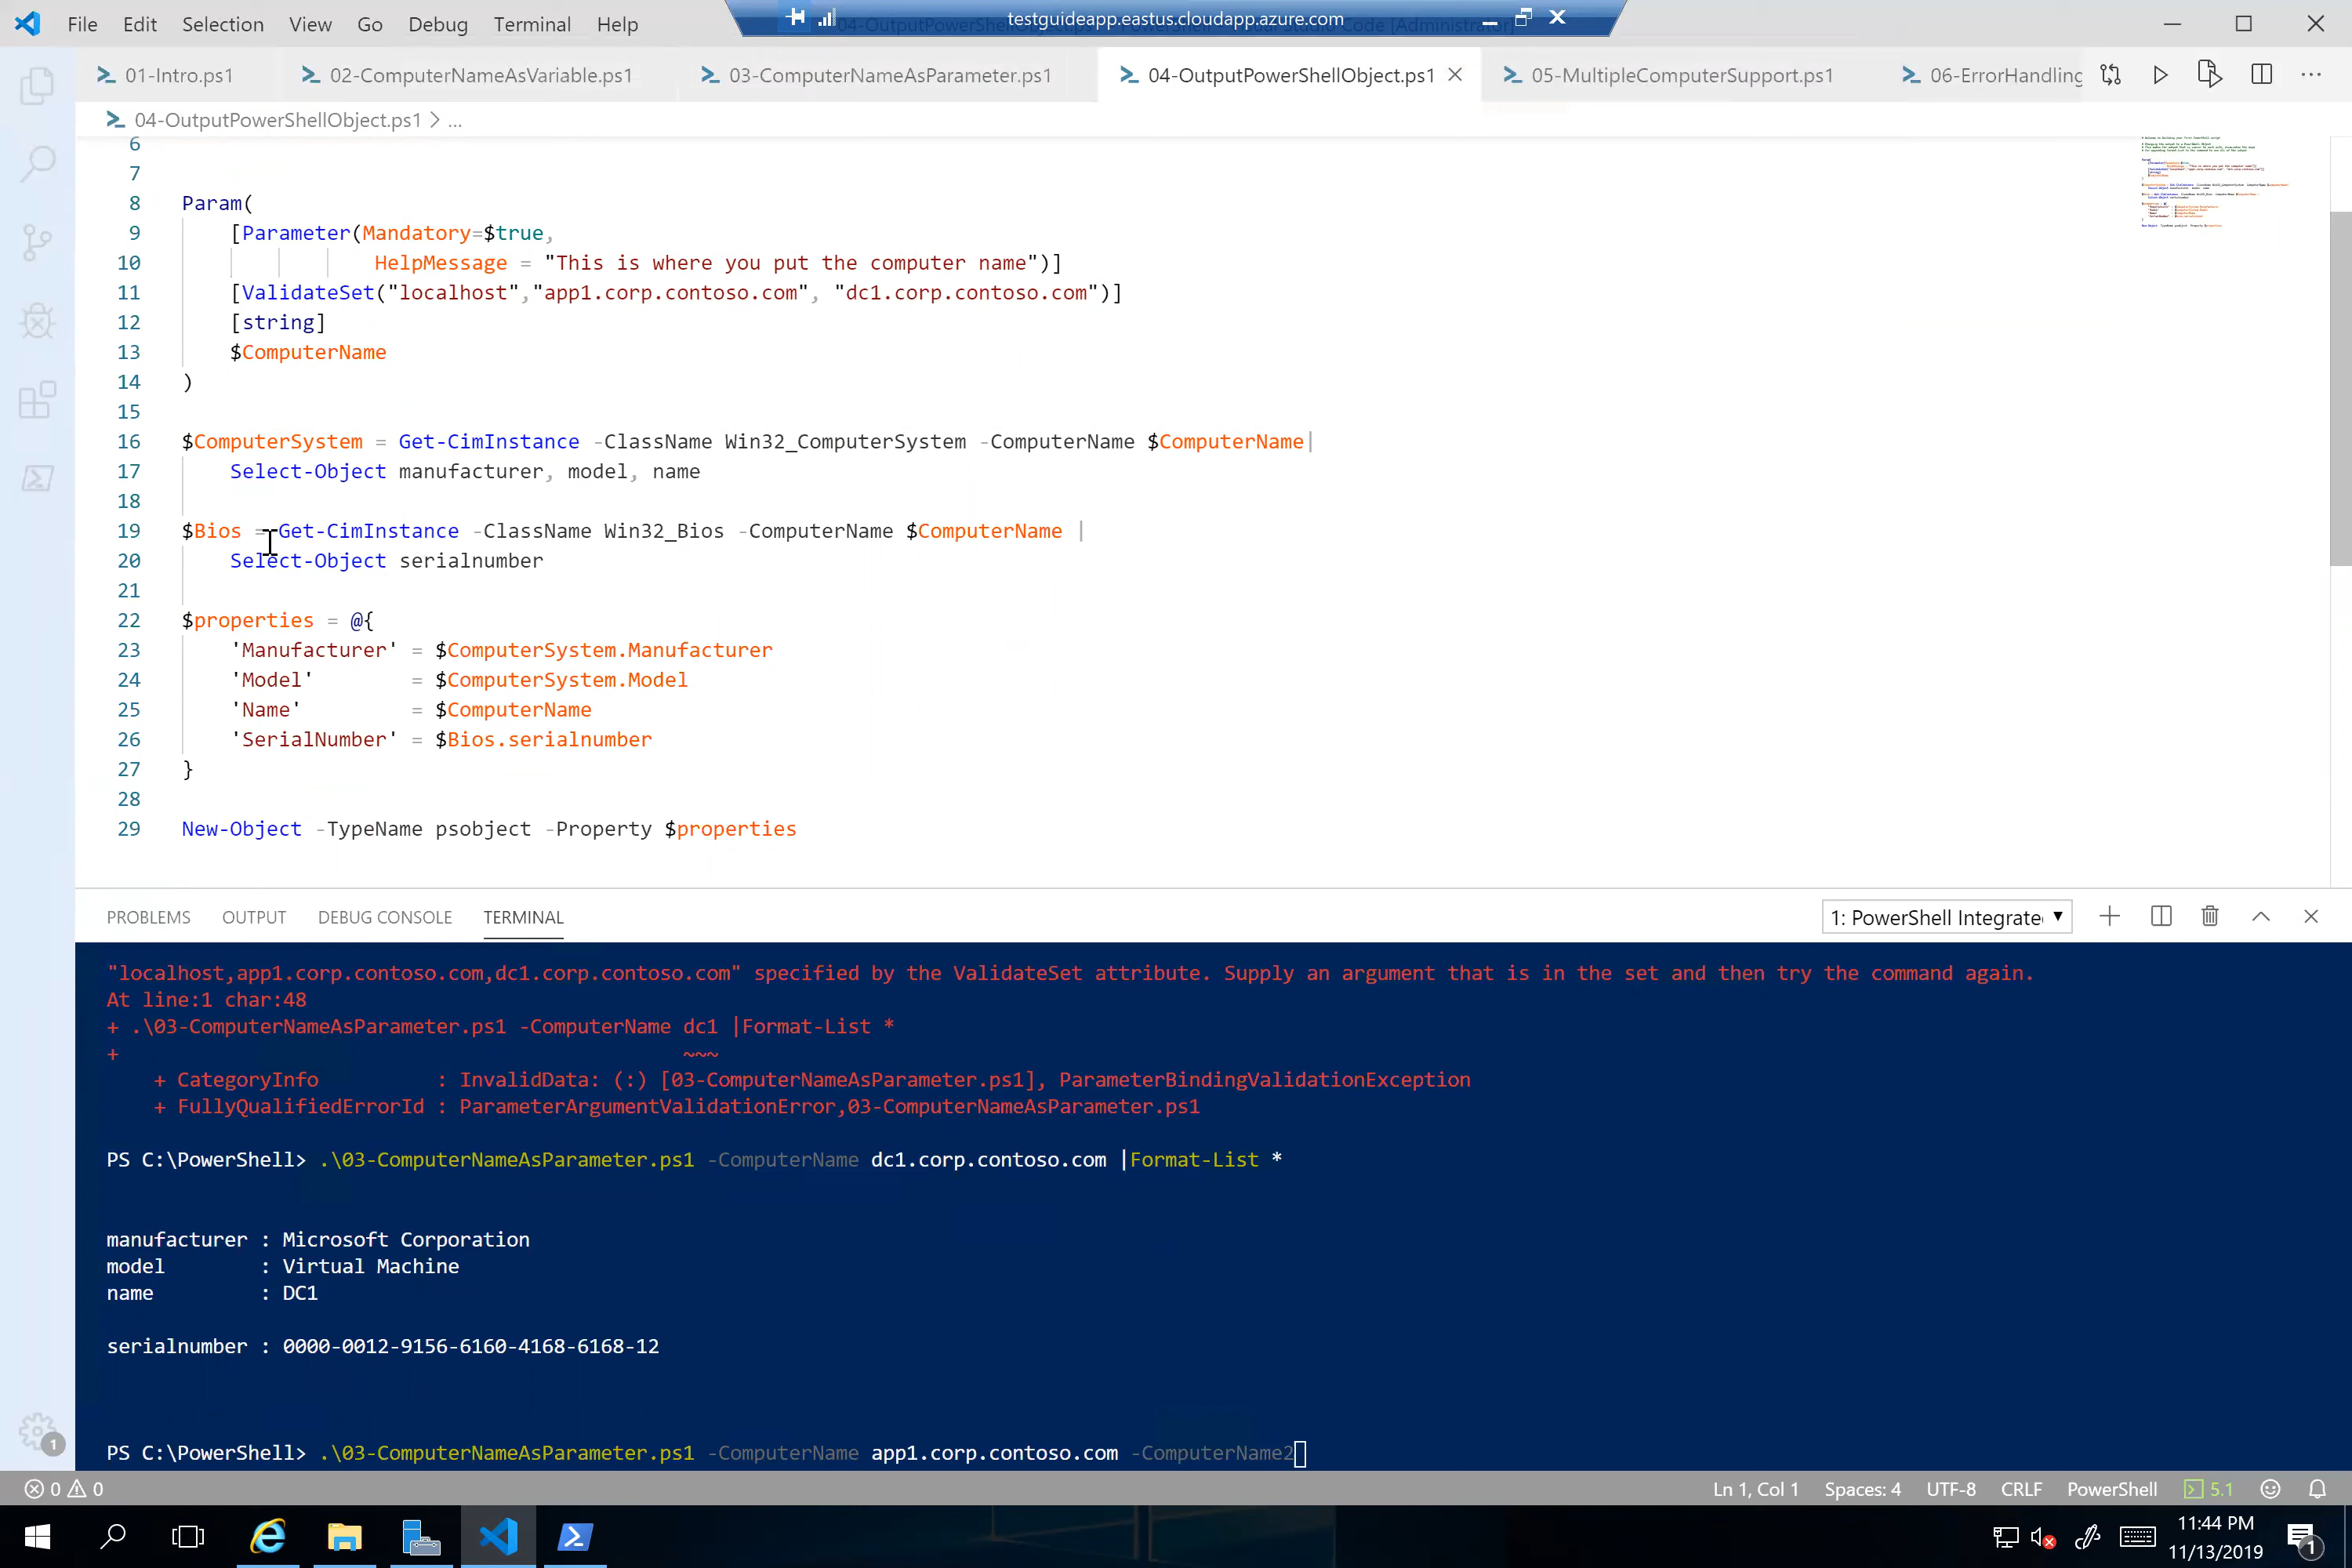 File Edit Selection View Go Debug Terminal Help
testguideapp.eastus.cloudapp.azure.com
01-Intro.ps1 02-ComputerNameAsVariable.ps1 03-ComputerNameAsParameter.ps1 04-OutputPowerShellObject.ps1 05-MultipleComputerSupport.ps1 06-ErrorHandling
04-OutputPowerShellObject.ps1 > ...
6
7
8 Param(
9 [Parameter(Mandatory=$true,
10 HelpMessage = "This is where you put the computer name")]
11 [ValidateSet("localhost","app1.corp.contoso.com", "dc1.corp.contoso.com")]
12 [string]
13 $ComputerName
14 )
15
16 $ComputerSystem = Get-CimInstance -ClassName Win32_ComputerSystem -ComputerName $ComputerName|
17 Select-Object manufacturer, model, name
18
19 $Bios = Get-CimInstance -ClassName Win32_Bios -ComputerName $ComputerName |
20 Select-Object serialnumber
21
22 $properties = @{
23 'Manufacturer' = $ComputerSystem.Manufacturer
24 'Model' = $ComputerSystem.Model
25 'Name' = $ComputerName
26 'SerialNumber' = $Bios.serialnumber
27 }
28
29 New-Object -TypeName psobject -Property $properties
PROBLEMS OUTPUT DEBUG CONSOLE TERMINAL 1: PowerShell Integrate
"localhost,app1.corp.contoso.com,dc1.corp.contoso.com" specified by the ValidateSet attribute. Supply an argument that is in the set and then try the command again.
At line:1 char:48
+ .\03-ComputerNameAsParameter.ps1 -ComputerName dc1 |Format-List *
+ ~~~
+ CategoryInfo : InvalidData: (:) [03-ComputerNameAsParameter.ps1], ParameterBindingValidationException
+ FullyQualifiedErrorId : ParameterArgumentValidationError,03-ComputerNameAsParameter.ps1
PS C:\PowerShell> .\03-ComputerNameAsParameter.ps1 -ComputerName dc1.corp.contoso.com |Format-List *
manufacturer : Microsoft Corporation
model : Virtual Machine
name : DC1
serialnumber : 0000-0012-9156-6160-4168-6168-12
PS C:\PowerShell> .\03-ComputerNameAsParameter.ps1 -ComputerName app1.corp.contoso.com -ComputerName2
1
0 0 Ln 1, Col 1 Spaces: 4 UTF-8 CRLF PowerShell 5.1
11:44 PM
11/13/2019
1